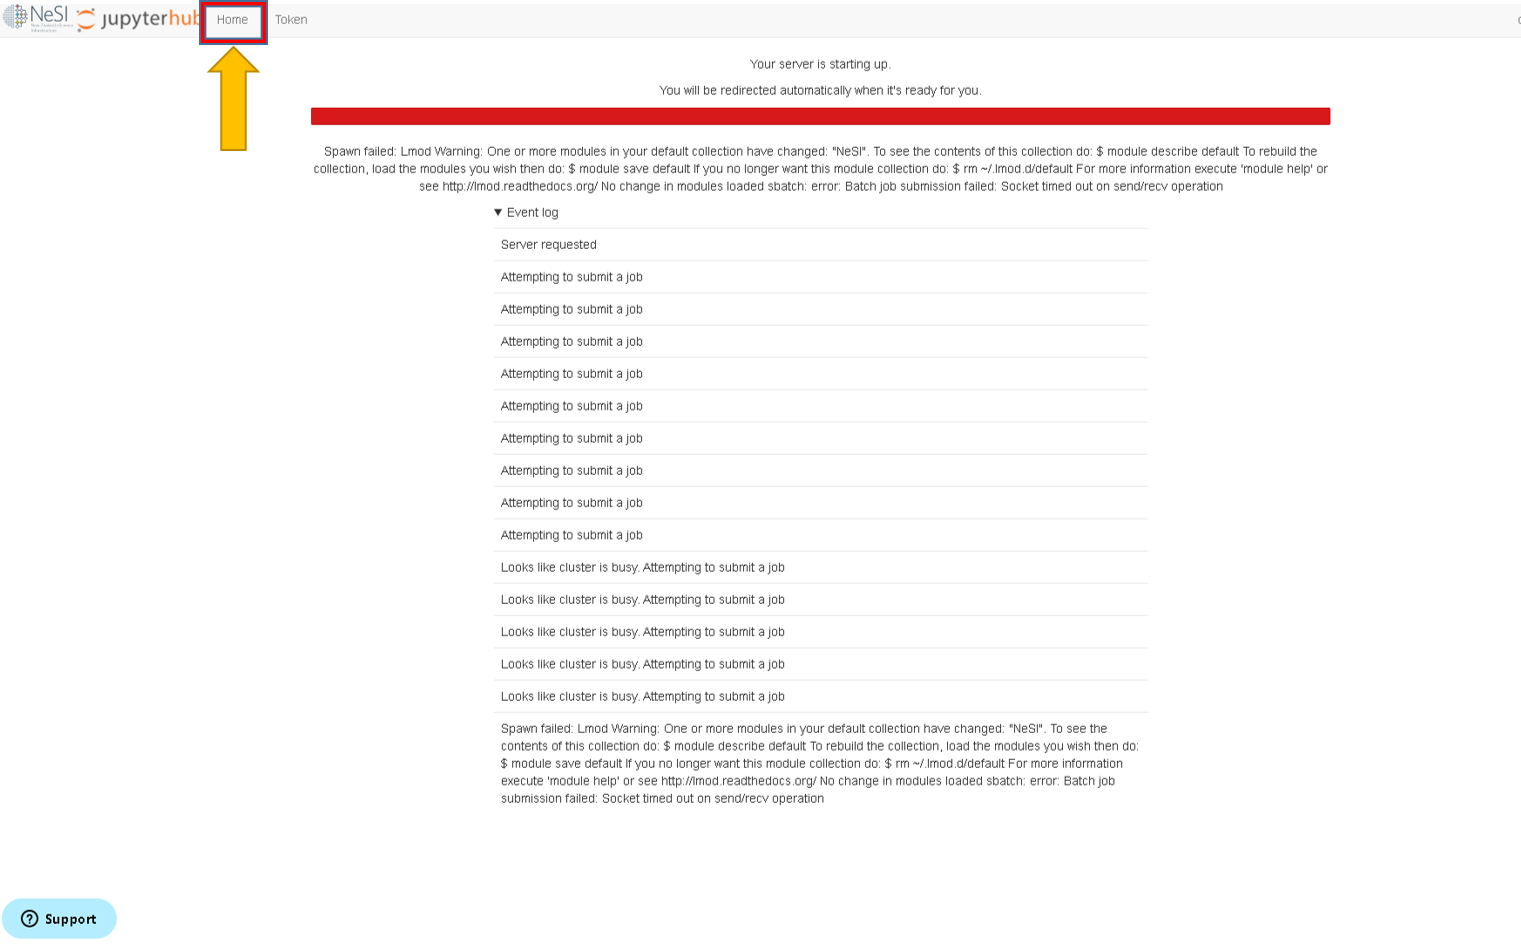 NeSI jupyterhub Home Token
Your server is starting up.
You will be redirected automatically when it's ready for you.
Spawn failed: Lmod Warning: One or more modules in your default collection have changed: "NeSI". To see the contents of this collection do: $ module describe default To rebuild the
collection, load the modules you wish then do: $ module save default If you no longer want this module collection do: $ rm ~/.lmod.d/default For more information execute 'module help' or
see http://lmod.readthedocs.org/ No change in modules loaded sbatch: error: Batch job submission failed: Socket timed out on send/recv operation
▼ Event log
Server requested
Attempting to submit a job
Attempting to submit a job
Attempting to submit a job
Attempting to submit a job
Attempting to submit a job
Attempting to submit a job
Attempting to submit a job
Attempting to submit a job
Attempting to submit a job
Looks like cluster is busy. Attempting to submit a job
Looks like cluster is busy. Attempting to submit a job
Looks like cluster is busy. Attempting to submit a job
Looks like cluster is busy. Attempting to submit a job
Looks like cluster is busy. Attempting to submit a job
Spawn failed: Lmod Warning: One or more modules in your default collection have changed: "NeSI". To see the
contents of this collection do: $ module describe default To rebuild the collection, load the modules you wish then do:
$ module save default If you no longer want this module collection do: $ rm ~/.lmod.d/default For more information
execute 'module help' or see http://lmod.readthedocs.org/ No change in modules loaded sbatch: error: Batch job
submission failed: Socket timed out on send/recv operation
Support